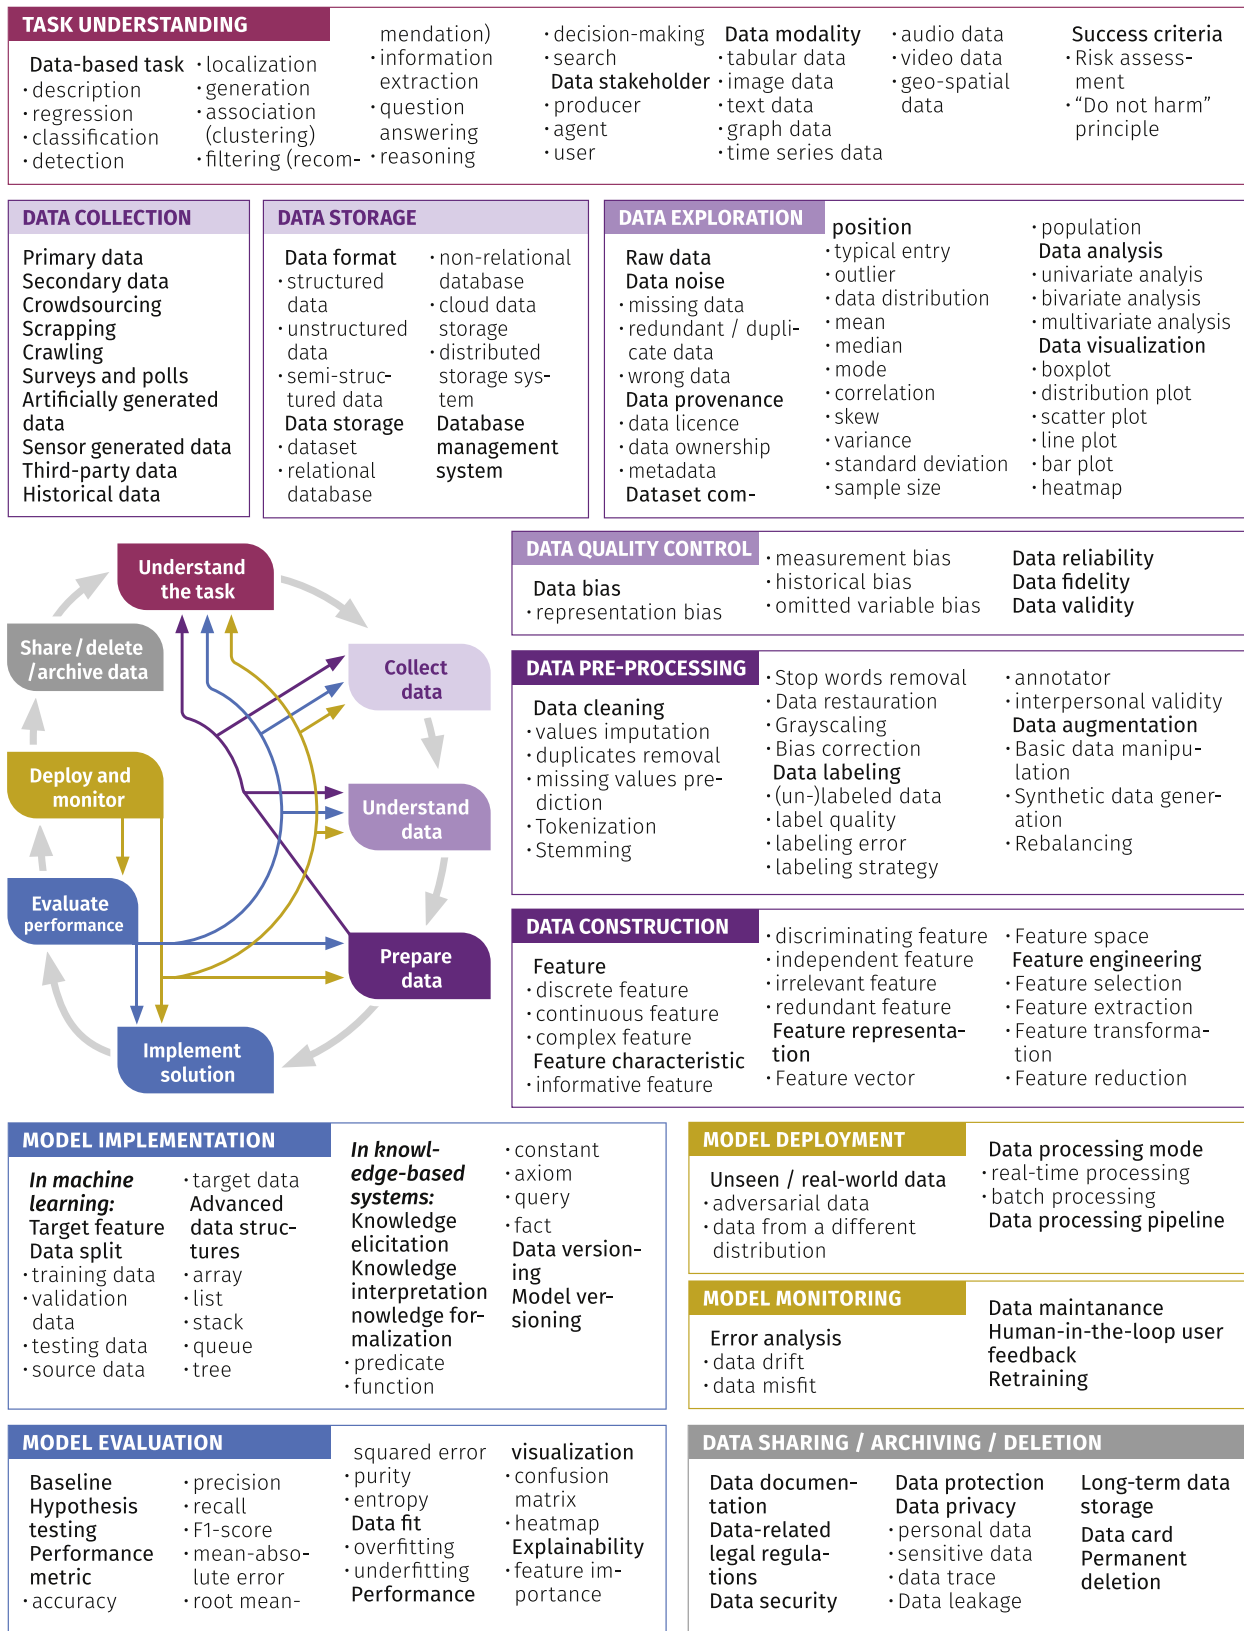 TASK UNDERSTANDING
Data-based task
· description
· regression
· classification
· detection
· localization
· generation
· association
(clustering)
· filtering (recom-
mendation)
· information
extraction
· question
answering
· reasoning
· decision-making
· search
Data stakeholder
· producer
· agent
· user
Data modality
· tabular data
· image data
· text data
· graph data
· time series data
· audio data
· video data
· geo-spatial
data
Success criteria
· Risk assess-
ment
· “Do not harm”
principle
DATA COLLECTION
Primary data
Secondary data
Crowdsourcing
Scrapping
Crawling
Surveys and polls
Artificially generated
data
Sensor generated data
Third-party data
Historical data
DATA STORAGE
Data format
· structured
data
· unstructured
data
· semi-struc-
tured data
Data storage
· dataset
· relational
database
· non-relational
database
· cloud data
storage
· distributed
storage sys-
tem
Database
management
system
DATA EXPLORATION
Raw data
Data noise
· missing data
· redundant / dupli-
cate data
· wrong data
Data provenance
· data licence
· data ownership
· metadata
Dataset com-
position
· typical entry
· outlier
· data distribution
· mean
· median
· mode
· correlation
· skew
· variance
· standard deviation
· sample size
· population
Data analysis
· univariate analyis
· bivariate analysis
· multivariate analysis
Data visualization
· boxplot
· distribution plot
· scatter plot
· line plot
· bar plot
· heatmap
Understand
the task
Share / delete
/ archive data
Collect
data
Deploy and
monitor
Understand
data
Evaluate
performance
Prepare
data
Implement
solution
DATA QUALITY CONTROL
Data bias
· representation bias
· measurement bias
· historical bias
· omitted variable bias
Data reliability
Data fidelity
Data validity
DATA PRE-PROCESSING
Data cleaning
· values imputation
· duplicates removal
· missing values pre-
diction
· Tokenization
· Stemming
· Stop words removal
· Data restauration
· Grayscaling
· Bias correction
Data labeling
· (un-)labeled data
· label quality
· labeling error
· labeling strategy
· annotator
· interpersonal validity
Data augmentation
· Basic data manipu-
lation
· Synthetic data gener-
ation
· Rebalancing
DATA CONSTRUCTION
Feature
· discrete feature
· continuous feature
· complex feature
Feature characteristic
· informative feature
· discriminating feature
· independent feature
· irrelevant feature
· redundant feature
Feature representa-
tion
· Feature vector
· Feature space
Feature engineering
· Feature selection
· Feature extraction
· Feature transforma-
tion
· Feature reduction
MODEL IMPLEMENTATION
In machine
learning:
Target feature
Data split
· training data
· validation
data
· testing data
· source data
· target data
Advanced
data struc-
tures
· array
· list
· stack
· queue
· tree
In knowl-
edge-based
systems:
Knowledge
elicitation
Knowledge
interpretation
nowledge for-
malization
· predicate
· function
· constant
· axiom
· query
· fact
Data version-
ing
Model ver-
sioning
MODEL DEPLOYMENT
Unseen / real-world data
· adversarial data
· data from a different
distribution
Data processing mode
· real-time processing
· batch processing
Data processing pipeline
MODEL MONITORING
Error analysis
· data drift
· data misfit
Data maintanance
Human-in-the-loop user
feedback
Retraining
MODEL EVALUATION
Baseline
Hypothesis
testing
Performance
metric
· accuracy
· precision
· recall
· F1-score
· mean-abso-
lute error
· root mean-
squared error
· purity
· entropy
Data fit
· overfitting
· underfitting
Performance
visualization
· confusion
matrix
· heatmap
Explainability
· feature im-
portance
DATA SHARING / ARCHIVING / DELETION
Data documen-
tation
Data-related
legal regula-
tions
Data security
Data protection
Data privacy
· personal data
· sensitive data
· data trace
· Data leakage
Long-term data
storage
Data card
Permanent
deletion